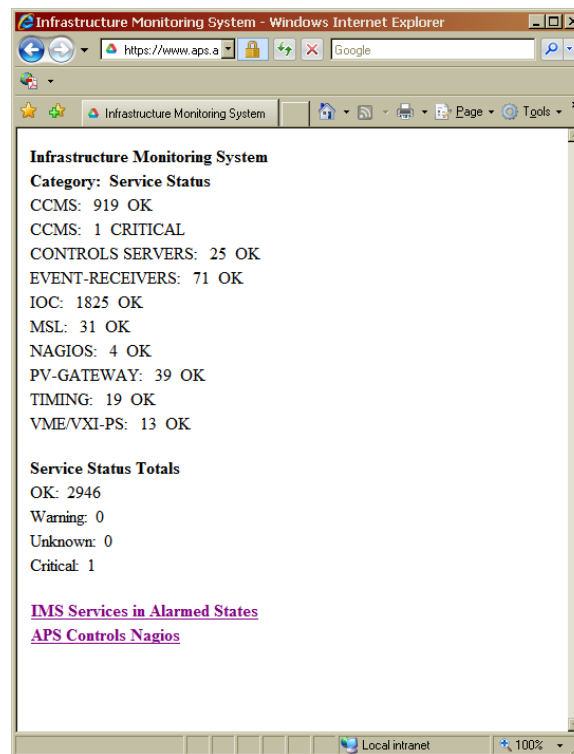 Infrastructure Monitoring System - Windows Internet Explorer
https://www.aps.a
Google
Infrastructure Monitoring System
Page
Tools
Infrastructure Monitoring System
Category: Service Status
CCMS: 919 OK
CCMS: 1 CRITICAL
CONTROLS SERVERS: 25 OK
EVENT-RECEIVERS: 71 OK
IOC: 1825 OK
MSL: 31 OK
NAGIOS: 4 OK
PV-GATEWAY: 39 OK
TIMING: 19 OK
VME/VXI-PS: 13 OK
Service Status Totals
OK: 2946
Warning: 0
Unknown: 0
Critical: 1
IMS Services in Alarmed States
APS Controls Nagios
Local intranet
100%